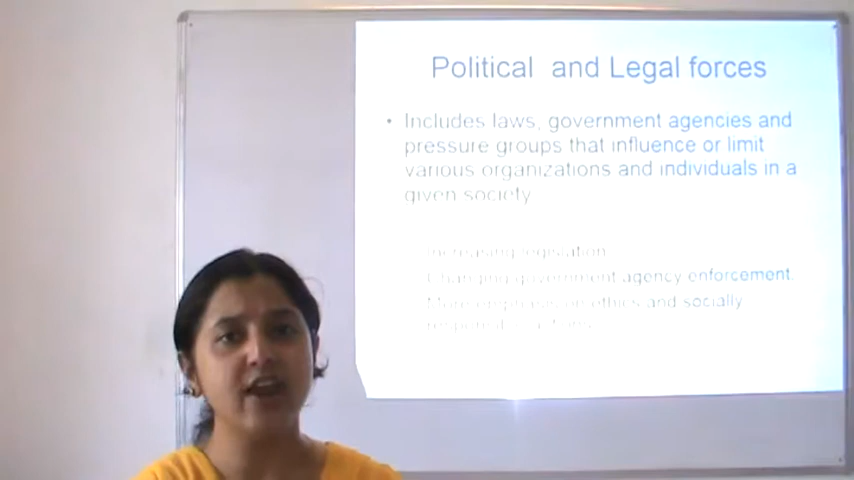 Political and Legal forces
• Includes laws, government agencies and
pressure groups that influence or limit
various organizations and individuals in a
given society
Increasing legislation
Changing government agency enforcement.
More emphasis on ethics and socially